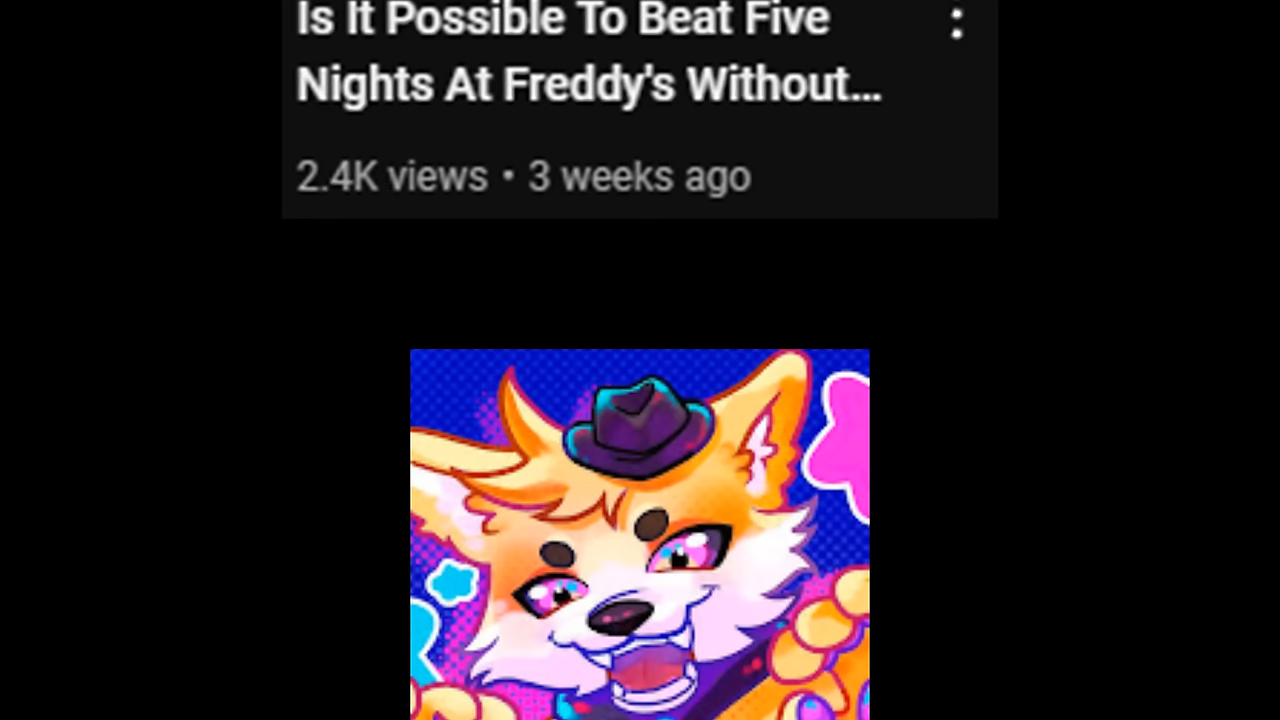 Is It Possible To Beat Five
Nights At Freddy's Without...
2.4K views • 3 weeks ago